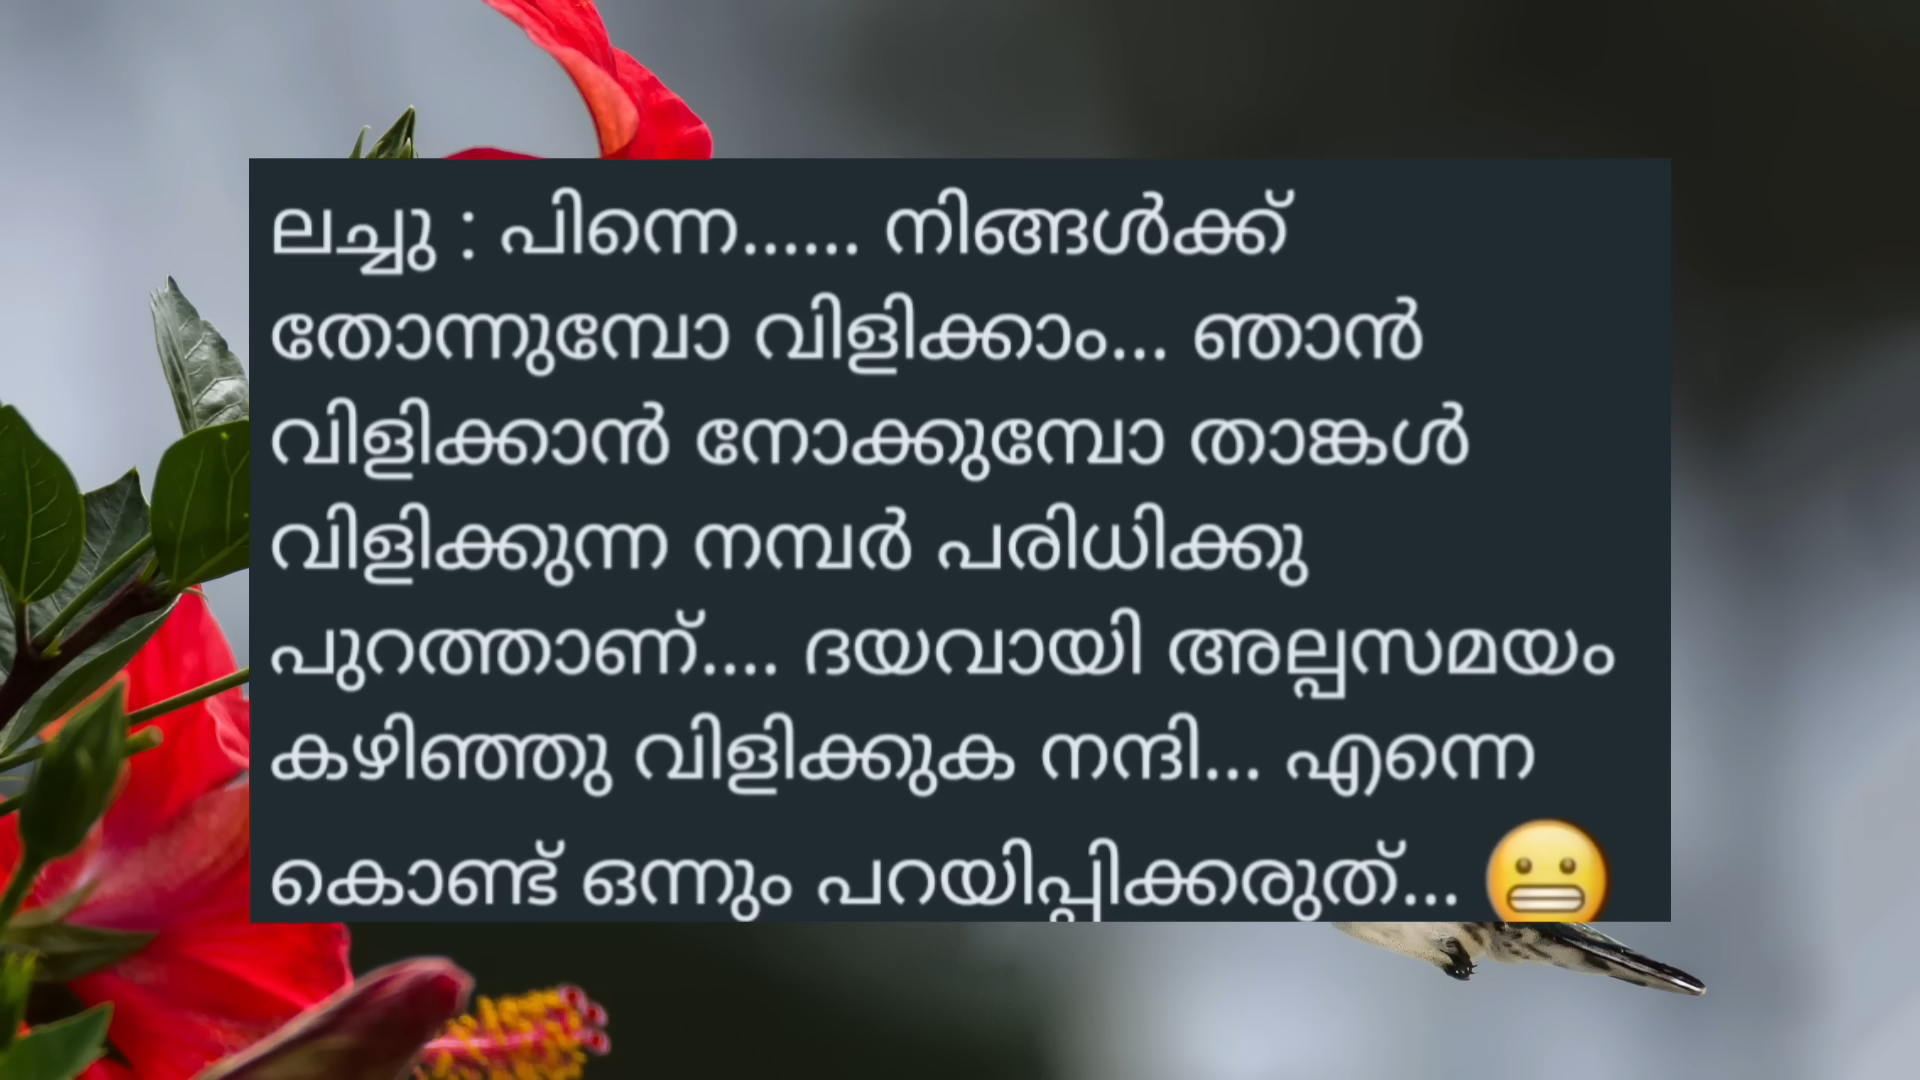 ലച്ചു : പിന്നെ...... നിങ്ങൾക്ക്
തോന്നുമ്പോ വിളിക്കാം... ഞാൻ
വിളിക്കാൻ നോക്കുമ്പോ താങ്കൾ
വിളിക്കുന്ന നമ്പർ പരിധിക്കു
പുറത്താണ്.... ദയവായി അല്പസമയം
കഴിഞ്ഞു വിളിക്കുക നന്ദി... എന്നെ
കൊണ്ട് ഒന്നും പറയിപ്പിക്കരുത്... 😬